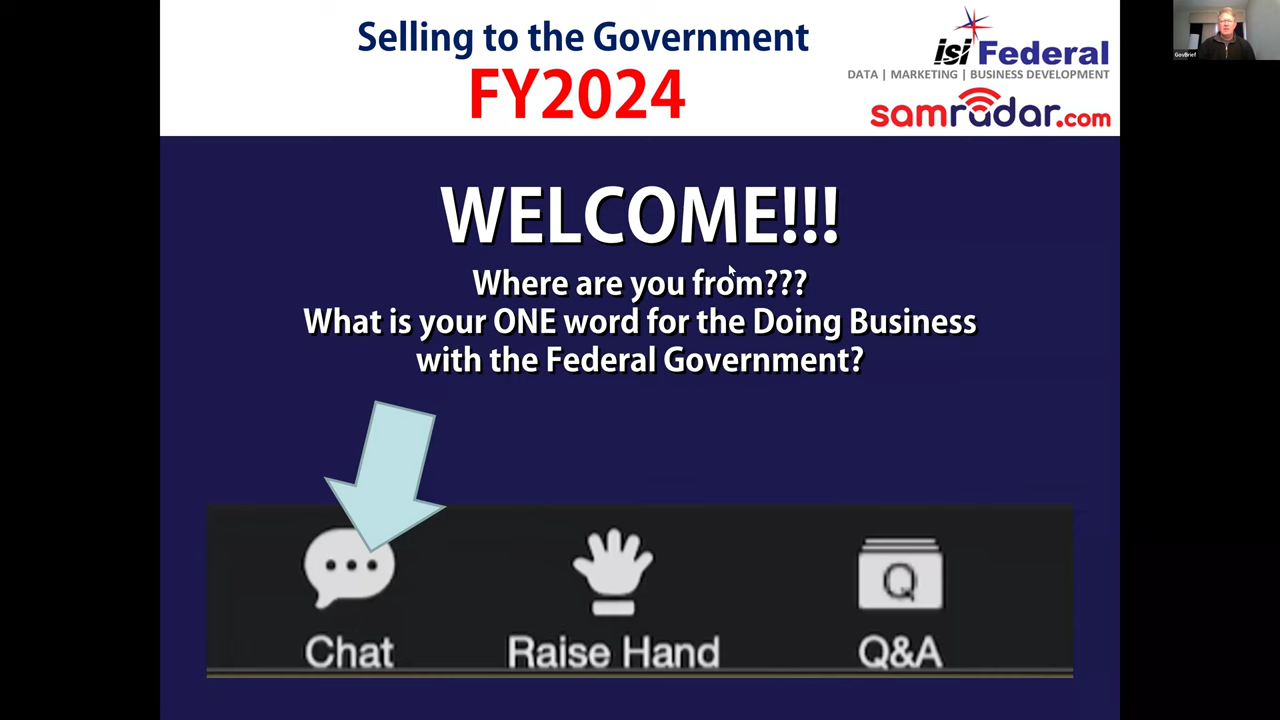 Selling to the Government
FY2024
isi Federal
DATA | MARKETING | BUSINESS DEVELOPMENT
samradar.com
GovBrief
WELCOME!!!
Where are you from???
What is your ONE word for the Doing Business
with the Federal Government?
Chat
Raise Hand
Q
Q&A